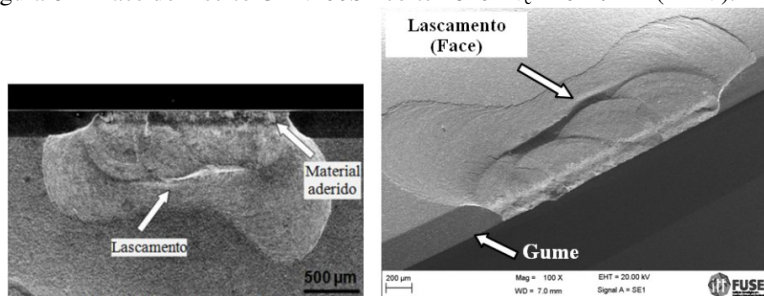 Lascamento
(Face)
Material
aderido
Lascamento
500 µm
Gume
200 µm
Mag = 100 X
EHT = 20.00 kV
WD = 7.0 mm
Signal A = SE1
FUSE